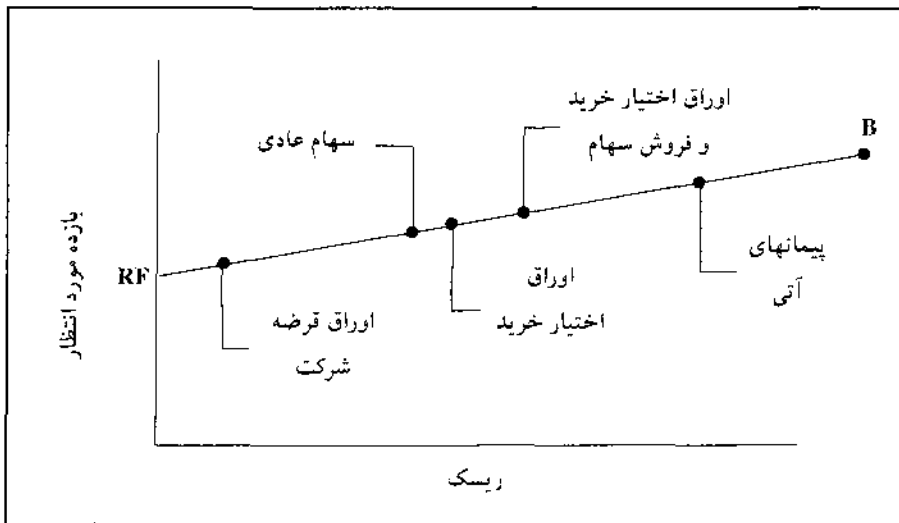 اوراق اختیار خرید
و فروش سهام
B
سهام عادی
بازده مورد انتظار
RF
اوراق قرضه
شرکت
اوراق
اختیار خرید
پیمانهای
آتی
ریسک